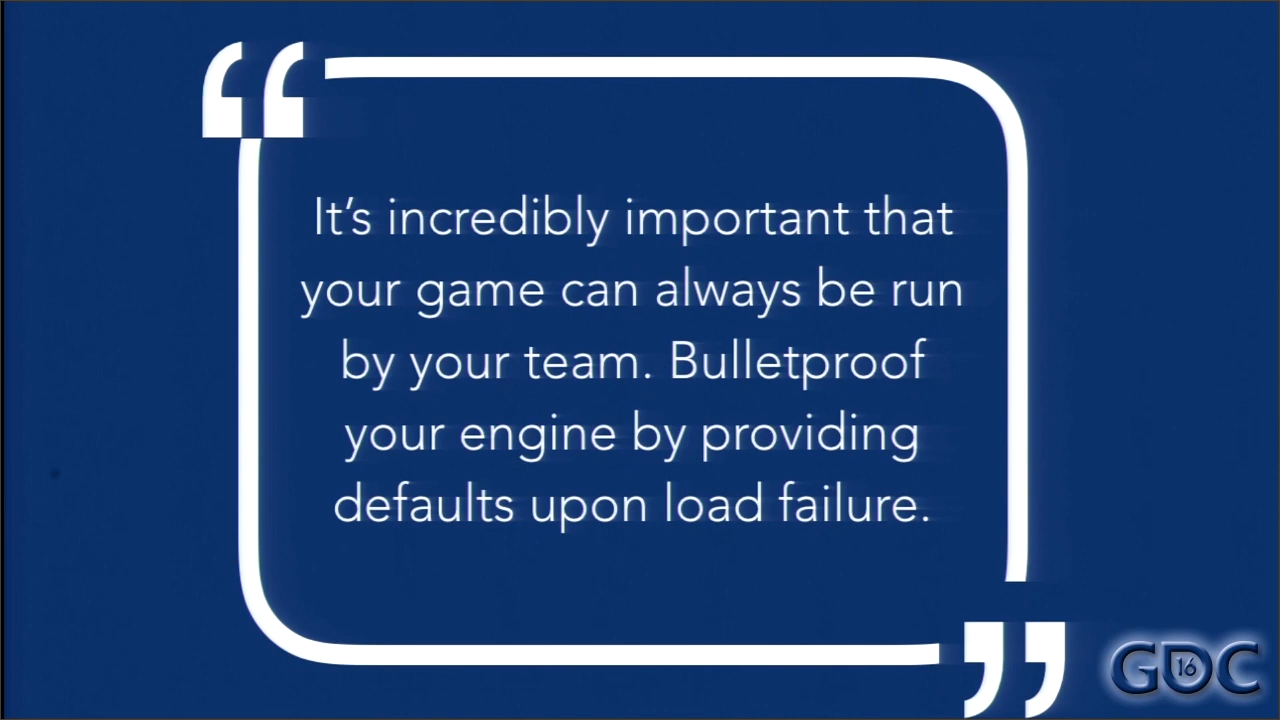 It’s incredibly important that
your game can always be run
by your team. Bulletproof
your engine by providing
defaults upon load failure.
GDC
16